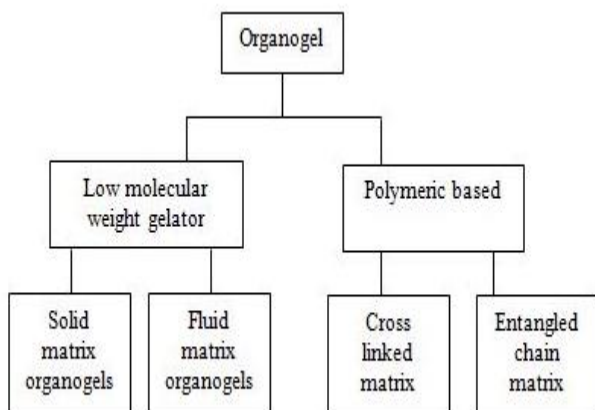 Organogel
Low molecular
weight gelator
Polymeric based
Solid
matrix
organogels
Fluid
matrix
organogels
Cross
linked
matrix
Entangled
chain
matrix